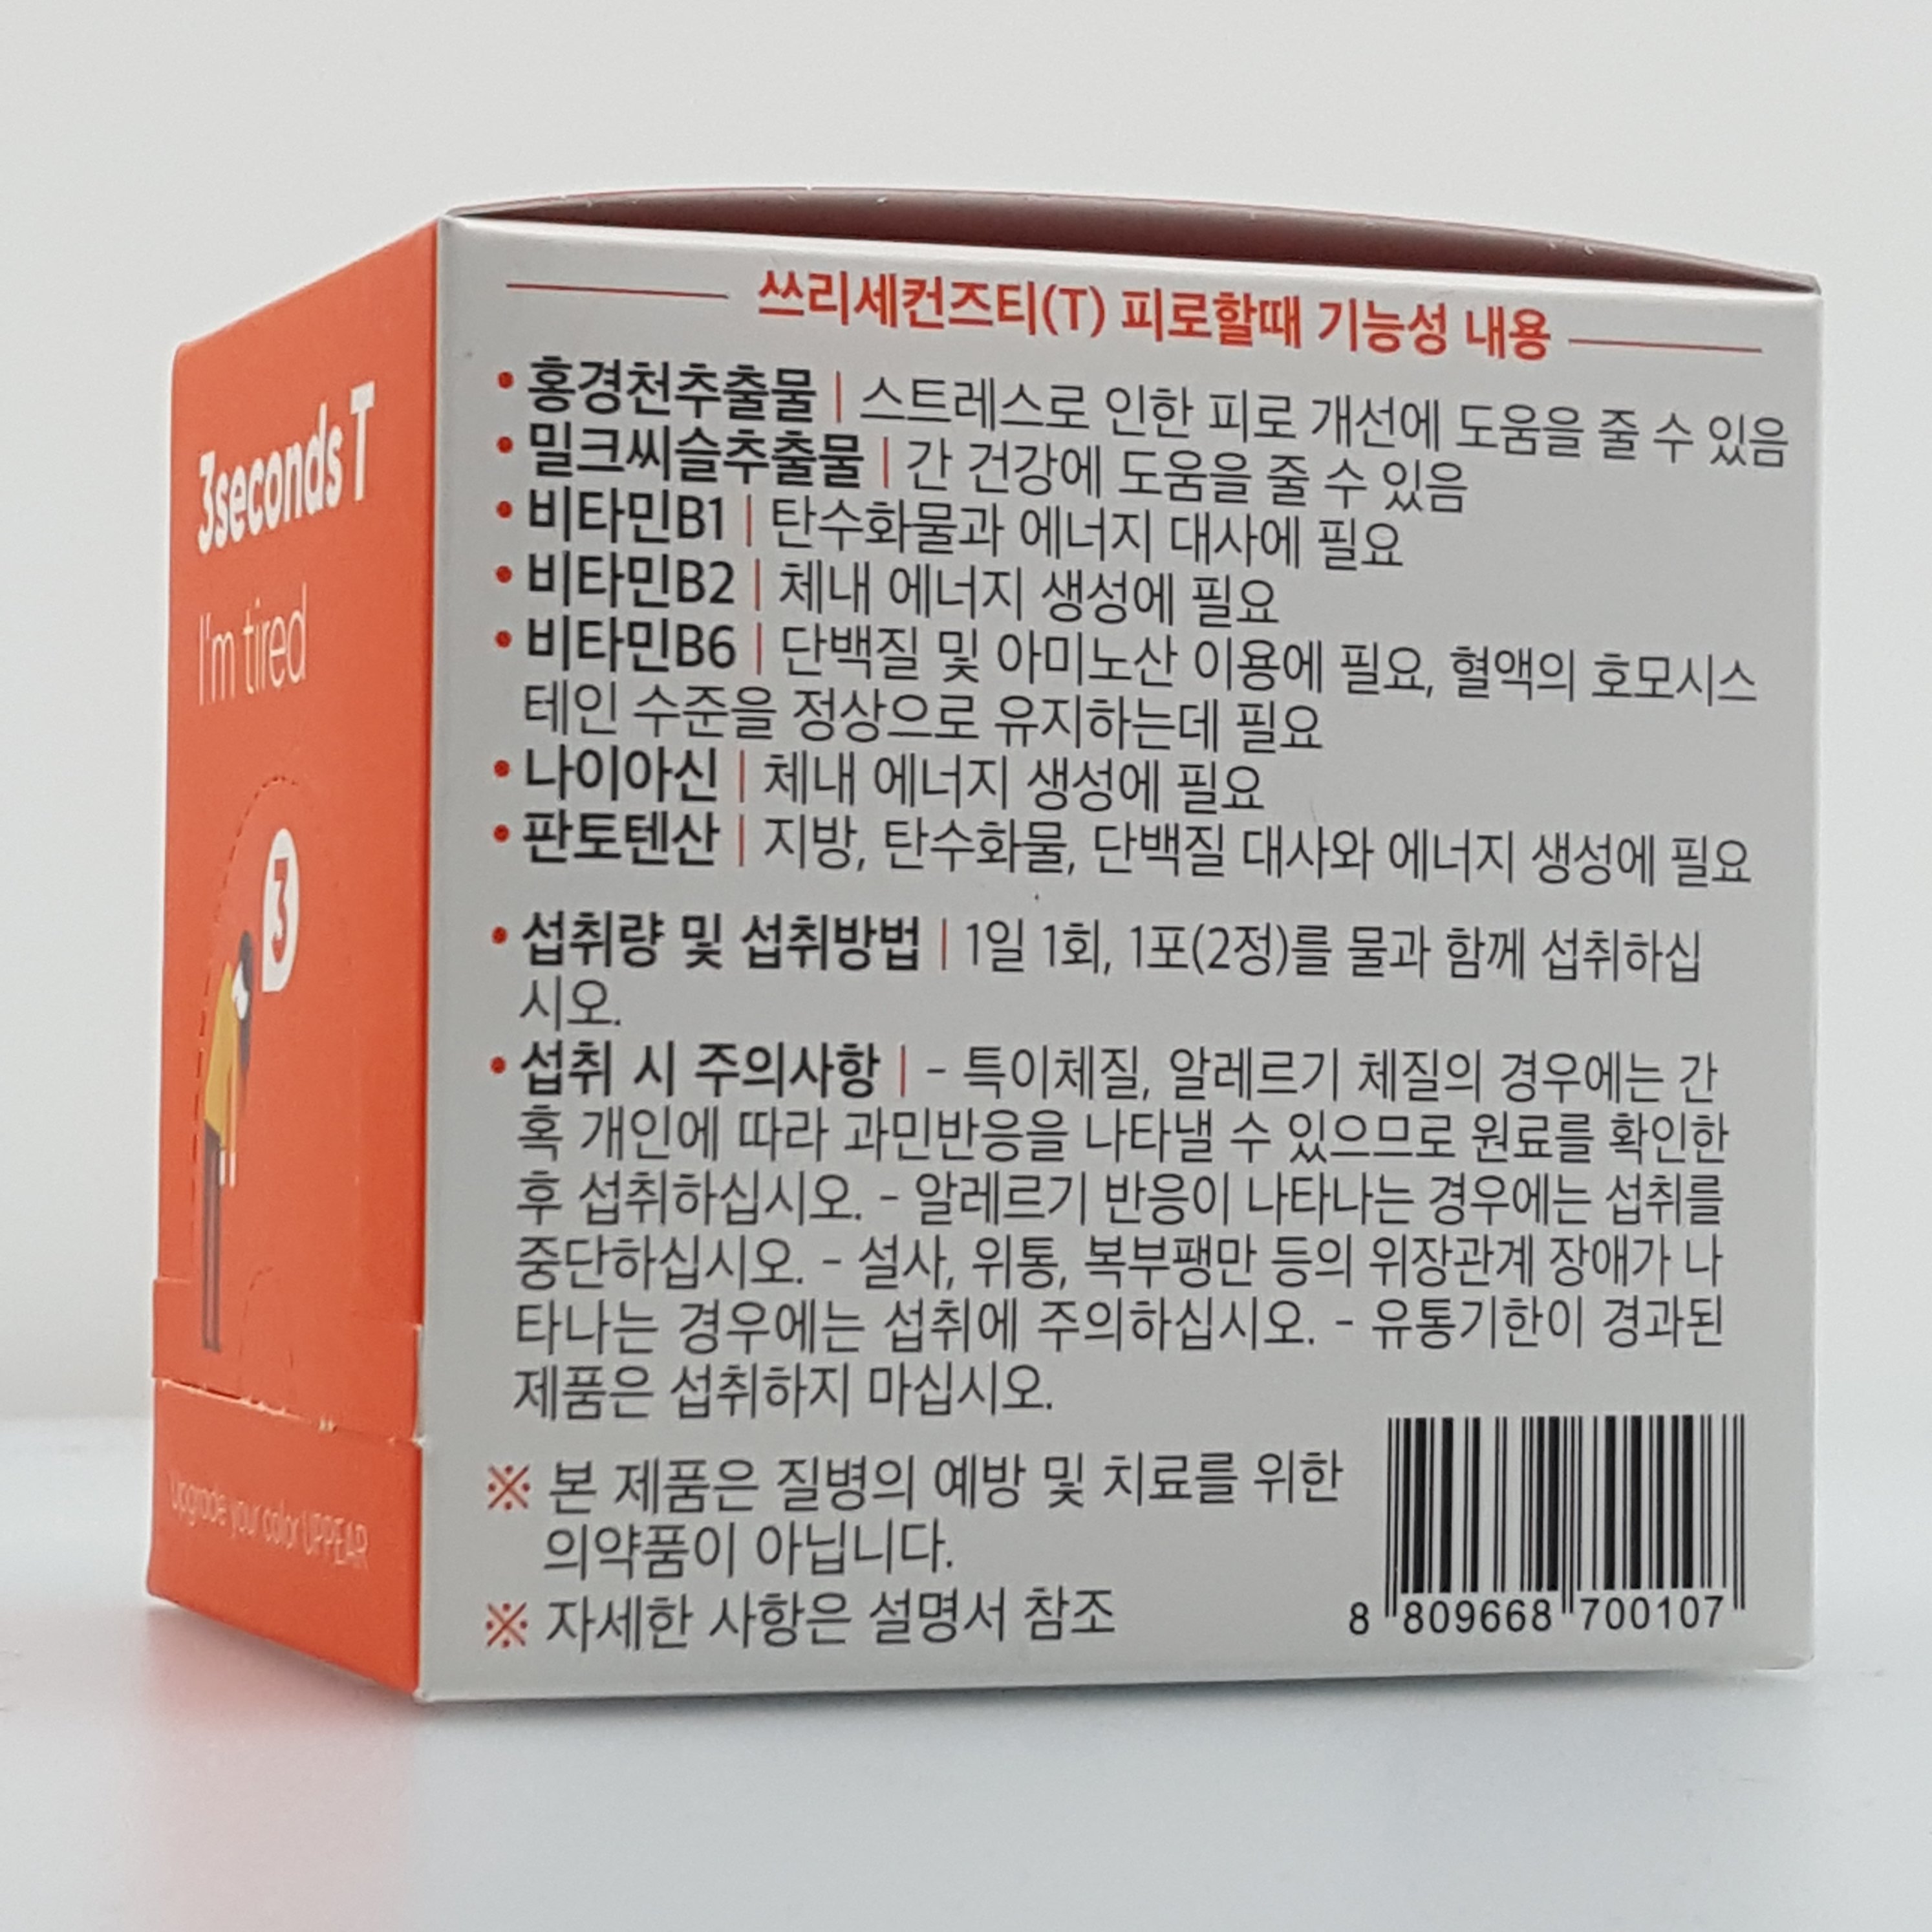 3seconds T
I'm tired
3
Upgrade your color UPPEAR
쓰리세컨즈티(T) 피로할때 기능성 내용
• 홍경천추출물 | 스트레스로 인한 피로 개선에 도움을 줄 수 있음
• 밀크씨슬추출물 | 간 건강에 도움을 줄 수 있음
• 비타민B1 | 탄수화물과 에너지 대사에 필요
• 비타민B2 | 체내 에너지 생성에 필요
• 비타민B6 | 단백질 및 아미노산 이용에 필요, 혈액의 호모시스
테인 수준을 정상으로 유지하는데 필요
• 나이아신 | 체내 에너지 생성에 필요
• 판토텐산 | 지방, 탄수화물, 단백질 대사와 에너지 생성에 필요
• 섭취량 및 섭취방법 | 1일 1회, 1포(2정)를 물과 함께 섭취하십
시오.
• 섭취 시 주의사항 | - 특이체질, 알레르기 체질의 경우에는 간
혹 개인에 따라 과민반응을 나타낼 수 있으므로 원료를 확인한
후 섭취하십시오. - 알레르기 반응이 나타나는 경우에는 섭취를
중단하십시오. - 설사, 위통, 복부팽만 등의 위장관계 장애가 나
타나는 경우에는 섭취에 주의하십시오. - 유통기한이 경과된
제품은 섭취하지 마십시오.
※ 본 제품은 질병의 예방 및 치료를 위한
의약품이 아닙니다.
※ 자세한 사항은 설명서 참조
8 809668 700107